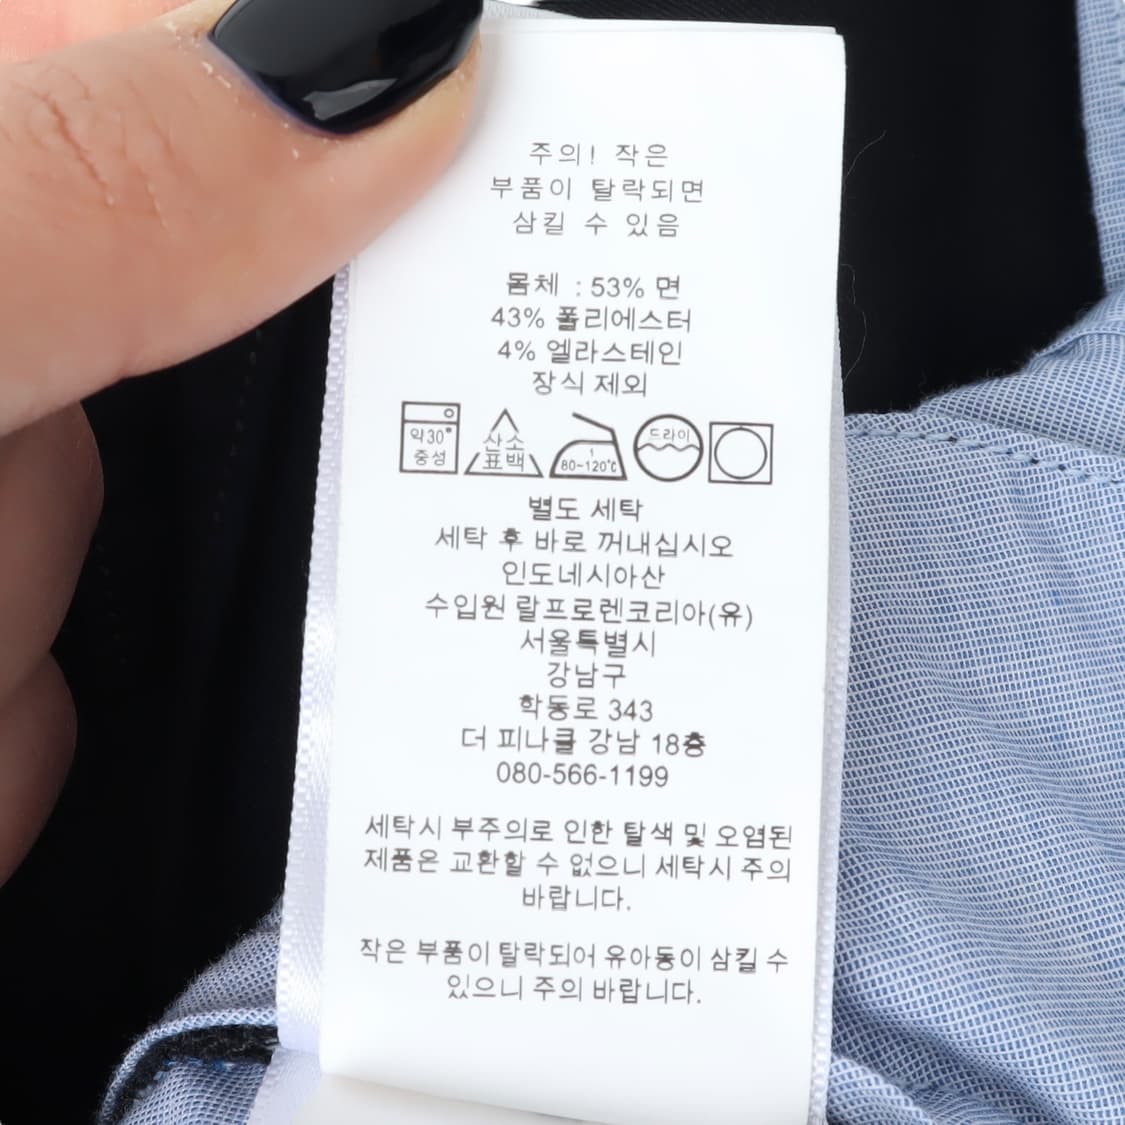 주의! 작은
부품이 탈락되면
삼킬 수 있음
몸체 : 53% 면
43% 폴리에스터
4% 엘라스테인
장식 제외
약30°
중성
산소
표백
1
80~120℃
드라이
별도 세탁
세탁 후 바로 꺼내십시오
인도네시아산
수입원 랄프로렌코리아(유)
서울특별시
강남구
학동로 343
더 피나클 강남 18층
080-566-1199
세탁시 부주의로 인한 탈색 및 오염된
제품은 교환할 수 없으니 세탁시 주의
바랍니다.
작은 부품이 탈락되어 유아동이 삼킬 수
있으니 주의 바랍니다.